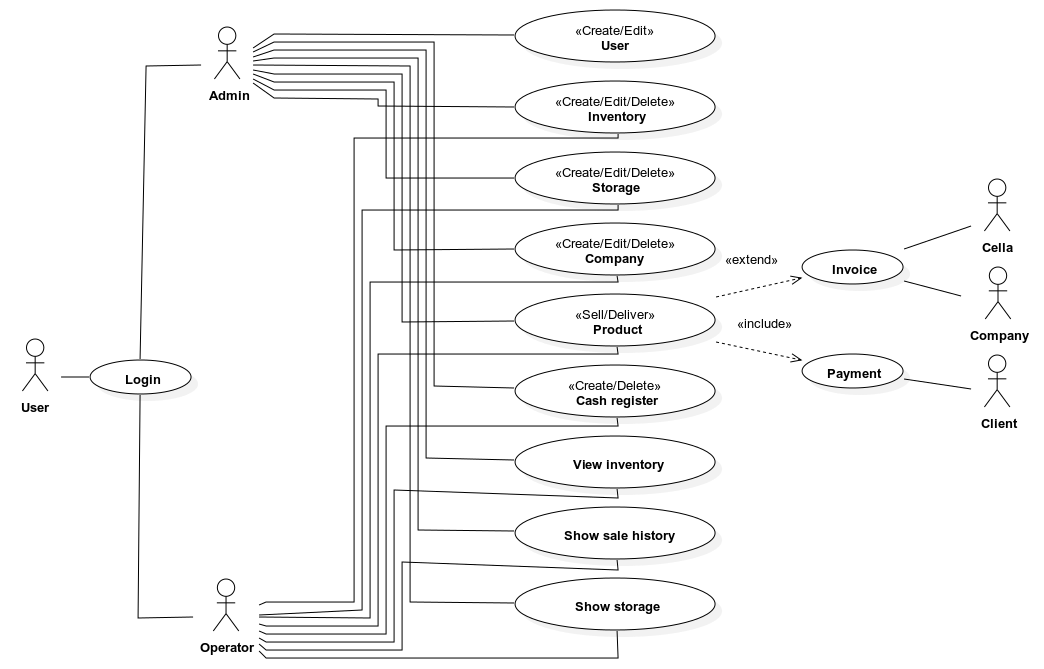 «Create/Edit»
User
Admin
«Create/Edit/Delete»
Inventory
«Create/Edit/Delete»
Storage
Cella
«Create/Edit/Delete»
Company
«extend»
Invoice
«Sell/Deliver»
Product
«include»
Company
User
Login
Payment
«Create/Delete»
Cash register
Client
View inventory
Show sale history
Show storage
Operator